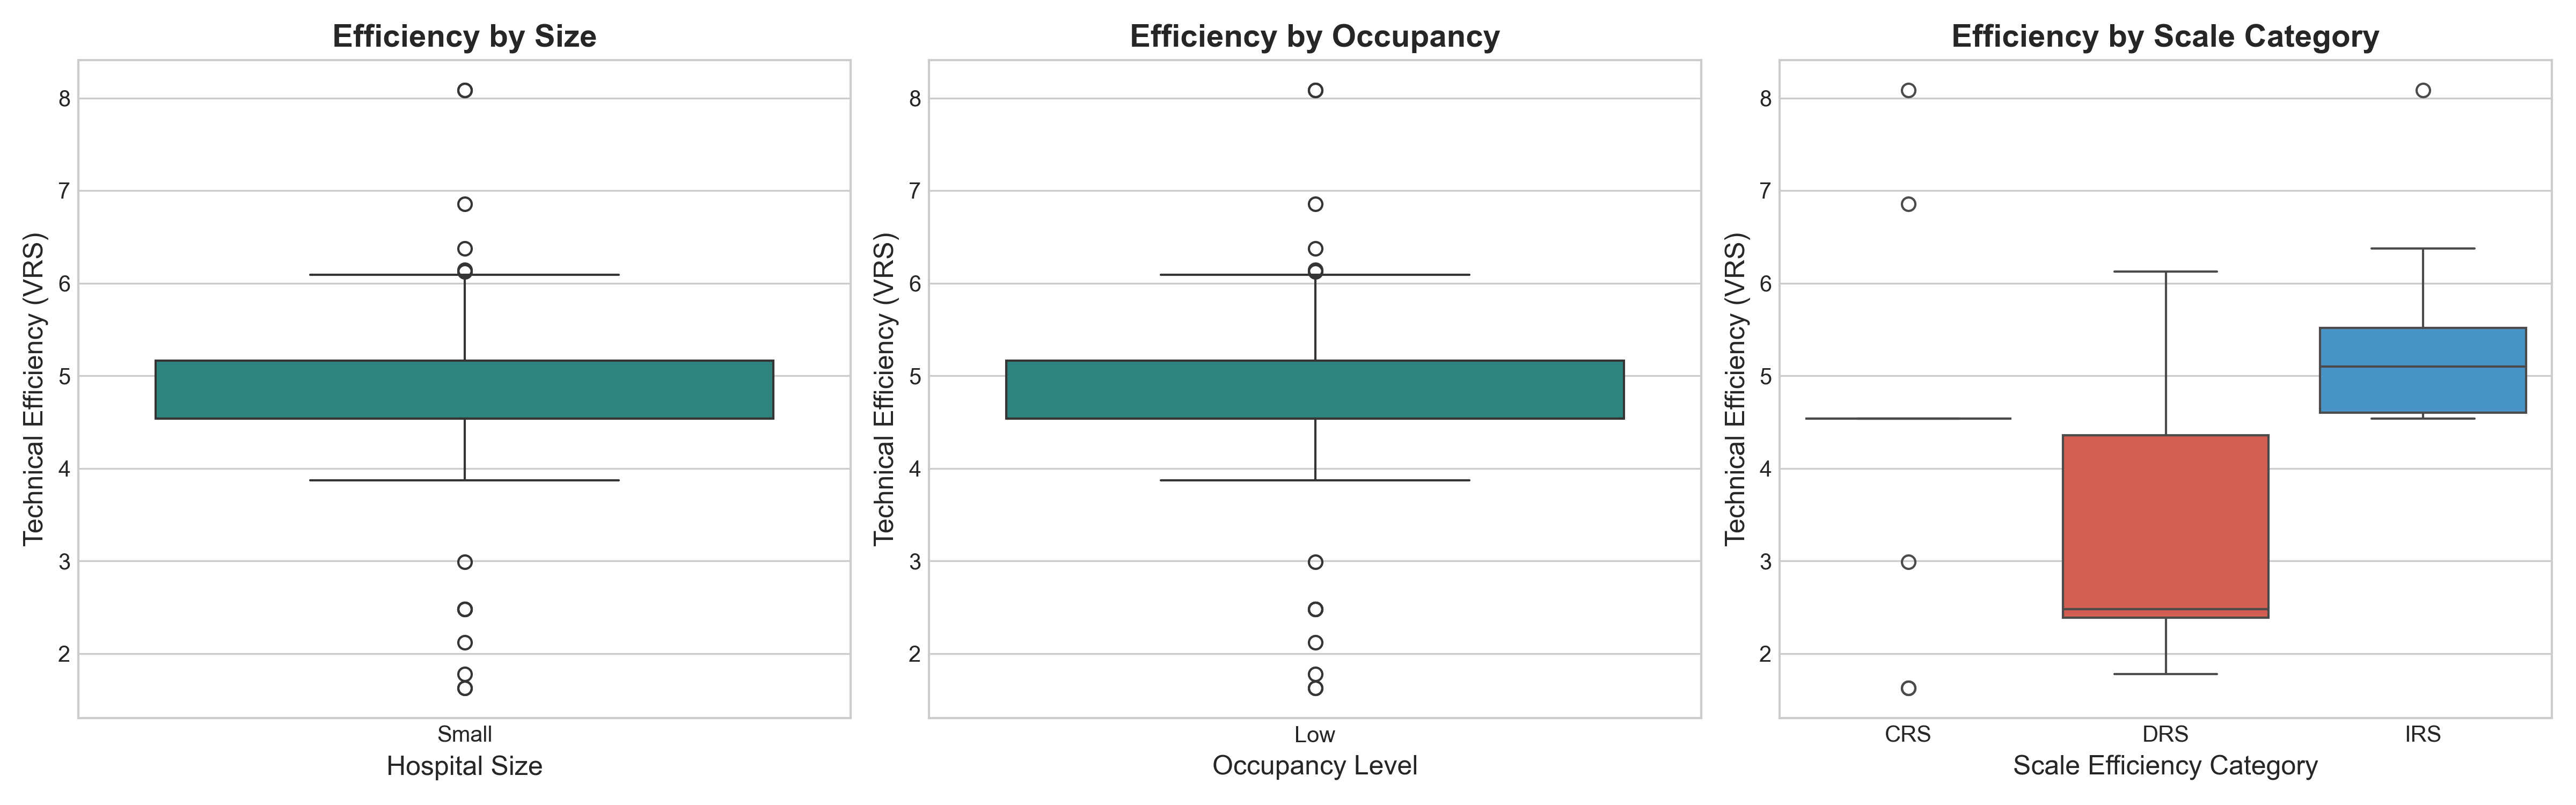 Efficiency by Size
Technical Efficiency (VRS)
8
7
6
5
4
3
2
Small
Hospital Size
Efficiency by Occupancy
Technical Efficiency (VRS)
8
7
6
5
4
3
2
Low
Occupancy Level
Efficiency by Scale Category
Technical Efficiency (VRS)
8
7
6
5
4
3
2
CRS DRS IRS
Scale Efficiency Category